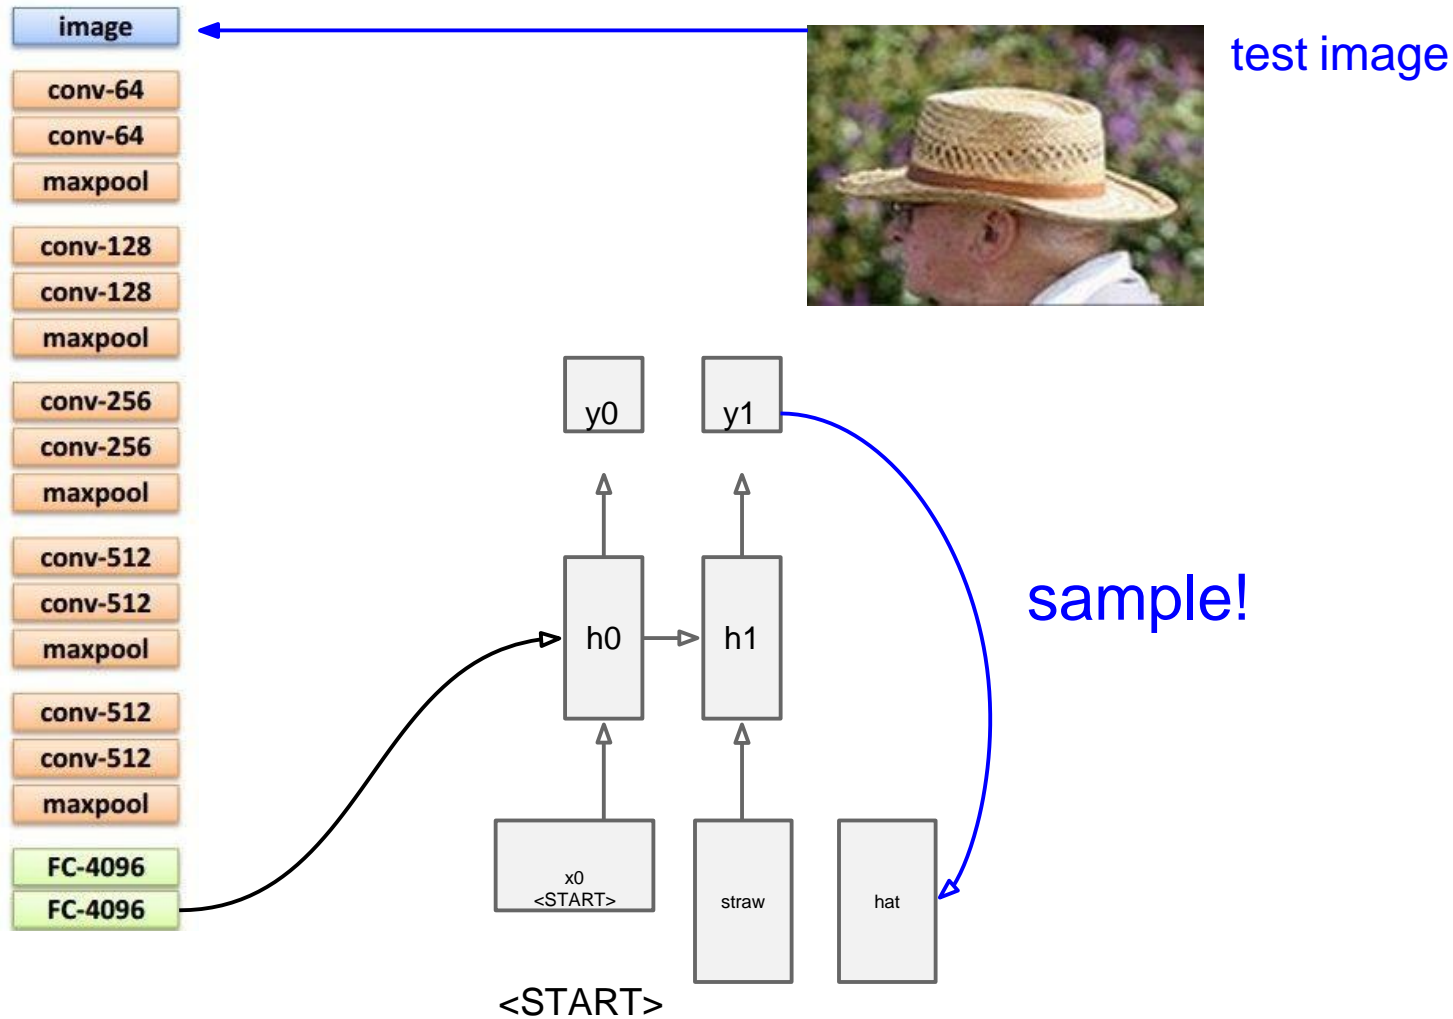 image
conv-64
conv-64
maxpool
conv-128
conv-128
maxpool
conv-256
conv-256
maxpool
conv-512
conv-512
maxpool
conv-512
conv-512
maxpool
FC-4096
FC-4096
test image
y0
y1
h0
h1
sample!
x0
<START>
straw
hat
<START>